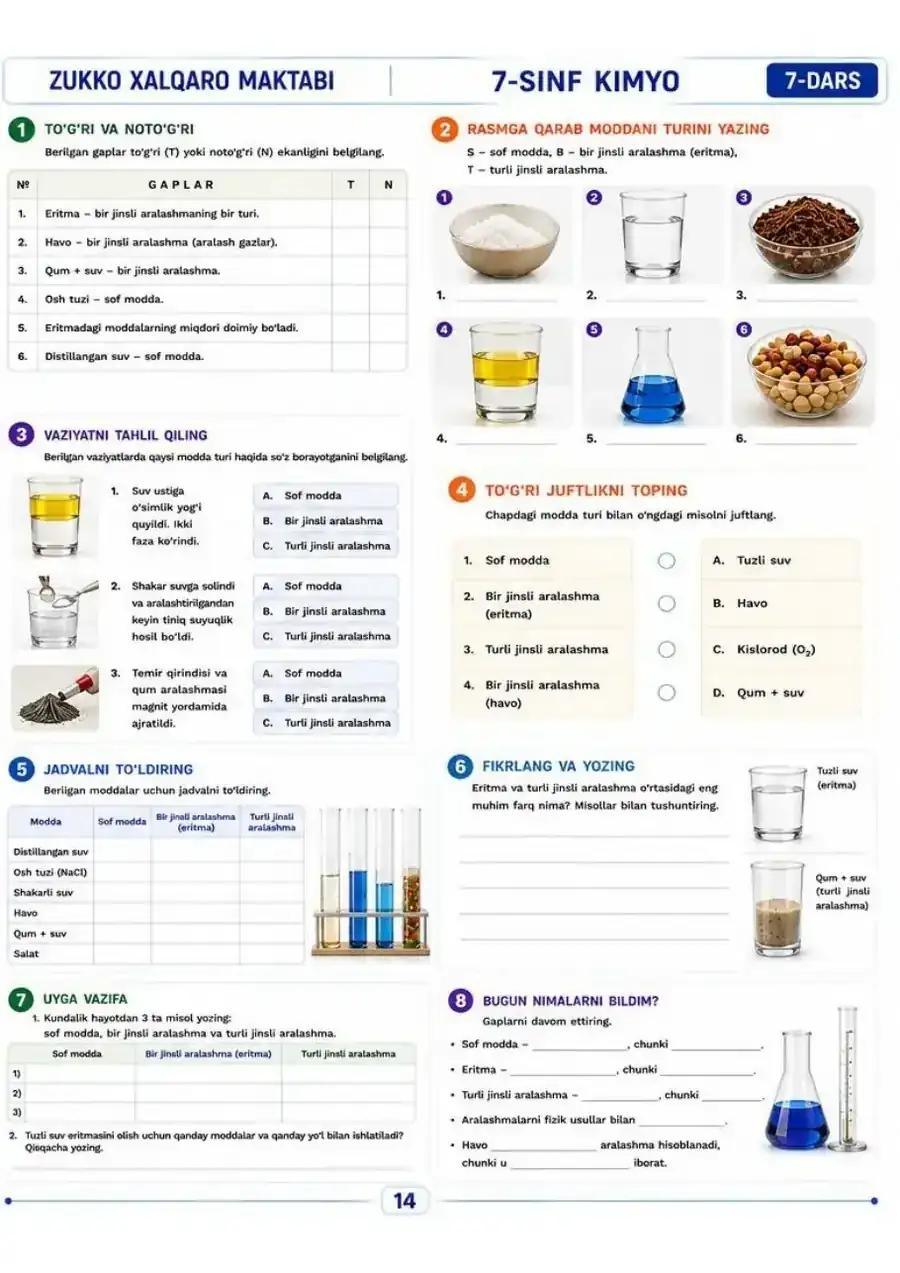 ZUKKO XALQARO MAKTABI
7-SINF KIMYO
7-DARS
1 TO'G'RI VA NOTO'G'RI
Berilgan gaplar to'g'ri (T) yoki noto'g'ri (N) ekanligini belgilang.
№ GAPLAR T N
1. Eritma – bir jinsli aralashmaning bir turi.
2. Havo – bir jinsli aralashma (aralash gazlar).
3. Qum + suv – bir jinsli aralashma.
4. Osh tuzi – sof modda.
5. Eritmadagi moddalarning miqdori doimiy bo'ladi.
6. Distillangan suv – sof modda.
2 RASMGA QARAB MODDANI TURINI YAZING
S – sof modda, B – bir jinsli aralashma (eritma),
T – turli jinsli aralashma.
1 2 3
1. 2. 3.
4 5 6
4. 5. 6.
3 VAZIYATNI TAHLIL QILING
Berilgan vaziyatlarda qaysi modda turi haqida so'z borayotganini belgilang.
1. Suv ustiga
o'simlik yog'i
quyildi. Ikki
faza ko'rindi.
A. Sof modda
B. Bir jinsli aralashma
C. Turli jinsli aralashma
2. Shakar suvga solindi
va aralashtirilgandan
keyin tiniq suyuqlik
hosil bo'ldi.
A. Sof modda
B. Bir jinsli aralashma
C. Turli jinsli aralashma
3. Temir qirindisi va
qum aralashmasi
magnit yordamida
ajratildi.
A. Sof modda
B. Bir jinsli aralashma
C. Turli jinsli aralashma
4 TO'G'RI JUFTLIKNI TOPING
Chapdagi modda turi bilan o'ngdagi misolni juftlang.
1. Sof modda
2. Bir jinsli aralashma
(eritma)
3. Turli jinsli aralashma
4. Bir jinsli aralashma
(havo)
A. Tuzli suv
B. Havo
C. Kislorod (O₂)
D. Qum + suv
5 JADVALNI TO'LDIRING
Berilgan moddalar uchun jadvalni to'ldiring.
Modda Sof modda Bir jinsli aralashma (eritma) Turli jinsli aralashma
Distillangan suv
Osh tuzi (NaCl)
Shakarli suv
Havo
Qum + suv
Salat
6 FIKRLANG VA YOZING
Eritma va turli jinsli aralashma o'rtasidagi eng
muhim farq nima? Misollar bilan tushuntiring.
Tuzli suv
(eritma)
Qum + suv
(turli jinsli
aralashma)
7 UYGA VAZIFA
1. Kundalik hayotdan 3 ta misol yozing:
sof modda, bir jinsli aralashma va turli jinsli aralashma.
Sof modda Bir jinsli aralashma (eritma) Turli jinsli aralashma
1)
2)
3)
2. Tuzli suv eritmasini olish uchun qanday moddalar va qanday yo'l bilan ishlatiladi?
Qisqacha yozing.
8 BUGUN NIMALARNI BILDIM?
Gaplarni davom ettiring.
• Sof modda – ____________, chunki ____________.
• Eritma – ____________, chunki ____________.
• Turli jinsli aralashma – ____________, chunki ____________.
• Aralashmalarni fizik usullar bilan ____________.
• Havo ____________ aralashma hisoblanadi,
chunki u ____________ iborat.
14